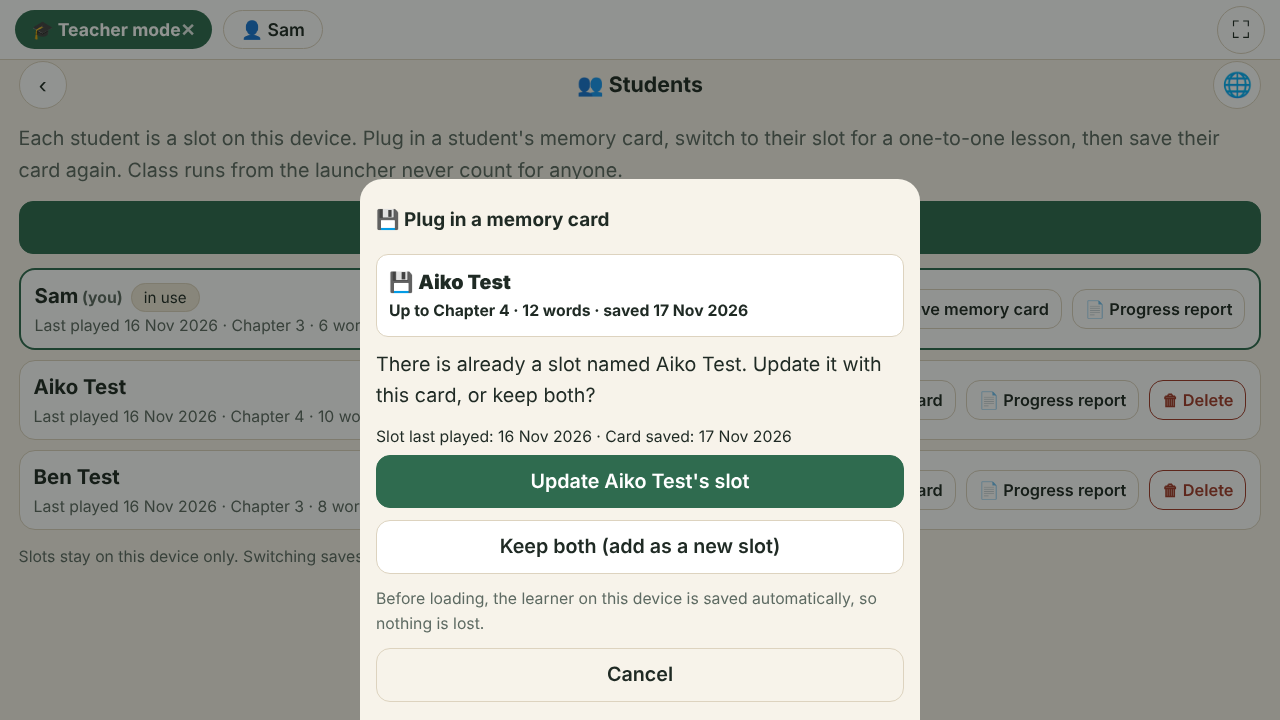 🎓 Teacher mode✕
👤 Sam
‹
👥 Students
Each student is a slot on this device. Plug in a student's memory card, switch to their slot for a one-to-one lesson, then save their
card again. Class runs from the launcher never count for anyone.
💾 Plug in a memory card
💾 Aiko Test
Up to Chapter 4 · 12 words · saved 17 Nov 2026
There is already a slot named Aiko Test. Update it with
this card, or keep both?
Slot last played: 16 Nov 2026 · Card saved: 17 Nov 2026
Update Aiko Test's slot
Keep both (add as a new slot)
Before loading, the learner on this device is saved automatically, so
nothing is lost.
Cancel
Sam (you) in use
Last played 16 Nov 2026 · Chapter 3 · 6
memory card
📄 Progress report
Aiko Test
Last played 16 Nov 2026 · Chapter 4 · 10
📄 Progress report
🗑 Delete
Ben Test
Last played 16 Nov 2026 · Chapter 3 · 8
📄 Progress report
🗑 Delete
Slots stay on this device only. Switching saves